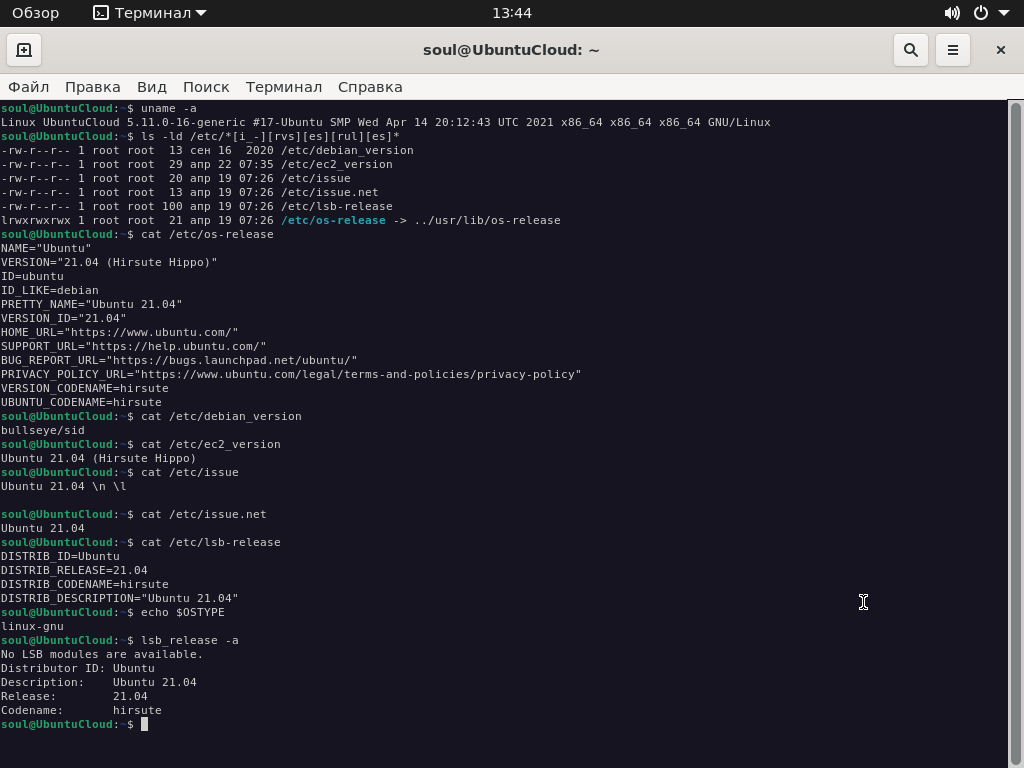 Обзор Терминал 13:44
soul@UbuntuCloud: ~
Файл Правка Вид Поиск Терминал Справка
soul@UbuntuCloud:~$ uname -a
Linux UbuntuCloud 5.11.0-16-generic #17-Ubuntu SMP Wed Apr 14 20:12:43 UTC 2021 x86_64 x86_64 x86_64 GNU/Linux
soul@UbuntuCloud:~$ ls -ld /etc/*[i_-][rvs][es][rul][es]*
-rw-r--r-- 1 root root  13 сен 16  2020 /etc/debian_version
-rw-r--r-- 1 root root  29 апр 22 07:35 /etc/ec2_version
-rw-r--r-- 1 root root  20 апр 19 07:26 /etc/issue
-rw-r--r-- 1 root root  13 апр 19 07:26 /etc/issue.net
-rw-r--r-- 1 root root 100 апр 19 07:26 /etc/lsb-release
lrwxrwxrwx 1 root root  21 апр 19 07:26 /etc/os-release -> ../usr/lib/os-release
soul@UbuntuCloud:~$ cat /etc/os-release
NAME="Ubuntu"
VERSION="21.04 (Hirsute Hippo)"
ID=ubuntu
ID_LIKE=debian
PRETTY_NAME="Ubuntu 21.04"
VERSION_ID="21.04"
HOME_URL="https://www.ubuntu.com/"
SUPPORT_URL="https://help.ubuntu.com/"
BUG_REPORT_URL="https://bugs.launchpad.net/ubuntu/"
PRIVACY_POLICY_URL="https://www.ubuntu.com/legal/terms-and-policies/privacy-policy"
VERSION_CODENAME=hirsute
UBUNTU_CODENAME=hirsute
soul@UbuntuCloud:~$ cat /etc/debian_version
bullseye/sid
soul@UbuntuCloud:~$ cat /etc/ec2_version
Ubuntu 21.04 (Hirsute Hippo)
soul@UbuntuCloud:~$ cat /etc/issue
Ubuntu 21.04 \n \l
soul@UbuntuCloud:~$ cat /etc/issue.net
Ubuntu 21.04
soul@UbuntuCloud:~$ cat /etc/lsb-release
DISTRIB_ID=Ubuntu
DISTRIB_RELEASE=21.04
DISTRIB_CODENAME=hirsute
DISTRIB_DESCRIPTION="Ubuntu 21.04"
soul@UbuntuCloud:~$ echo $OSTYPE
linux-gnu
soul@UbuntuCloud:~$ lsb_release -a
No LSB modules are available.
Distributor ID: Ubuntu
Description:    Ubuntu 21.04
Release:        21.04
Codename:       hirsute
soul@UbuntuCloud:~$